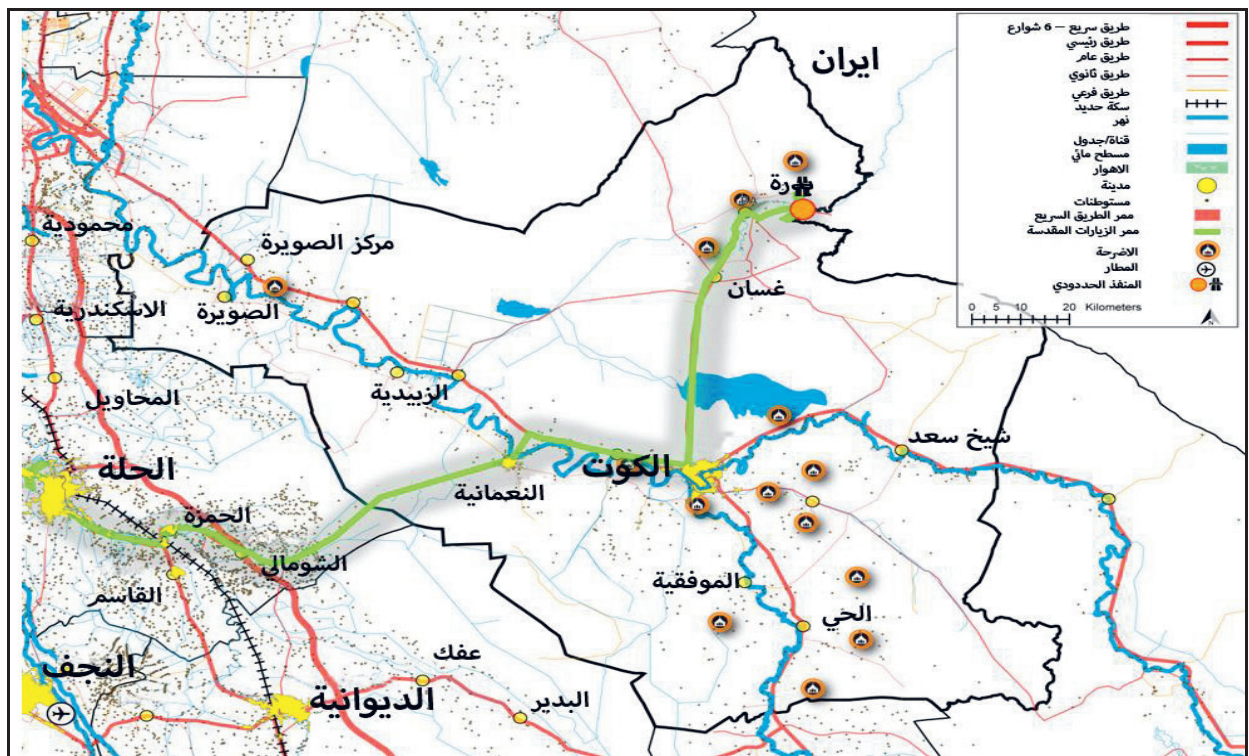 ايران
طريق سريع – 6 شوارع
طريق رئيسي
طريق عام
طريق ثانوي
طريق فرعي
سكة حديد
نهر
قناة/جدول
مسطح مائي
الاهوار
مدينة
مستوطنات
ممر الطريق السريع
ممر الزيارات المقدسة
الاضرحة
المطار
المنفذ الحدودي
0 5 10 20 Kilometers
N
محمودية
مركز الصويرة
غسان
الاسكندرية
الصويرة
الزبيدية
المحاويل
شيخ سعد
الكوت
الحلة
النعمانية
الحمزة
الشومالي
الموفقية
القاسم
الحي
النجف
عفك
الديوانية
البدير